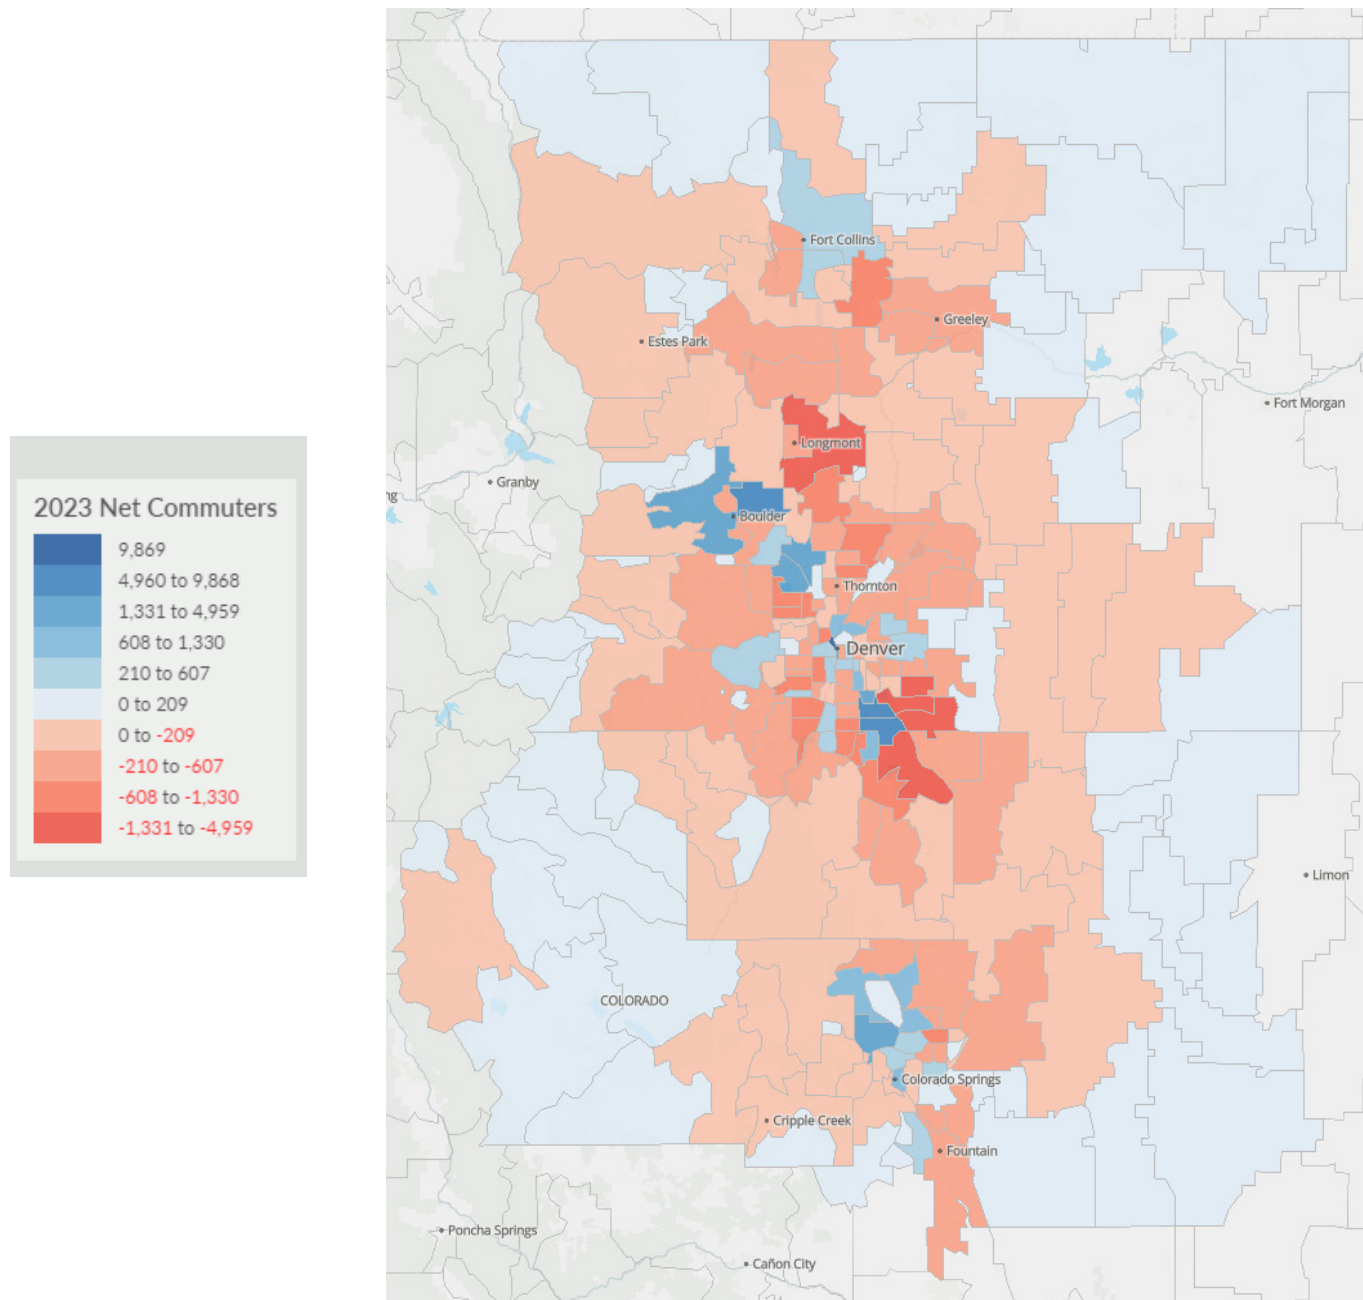 2023 Net Commuters
9,869
4,960 to 9,868
1,331 to 4,959
608 to 1,330
210 to 607
0 to 209
0 to -209
-210 to -607
-608 to -1,330
-1,331 to -4,959
Fort Collins
Greeley
Estes Park
Fort Morgan
Longmont
Granby
ng
Boulder
Thornton
Denver
Limon
COLORADO
Colorado Springs
Cripple Creek
Fountain
Poncha Springs
Cañon City